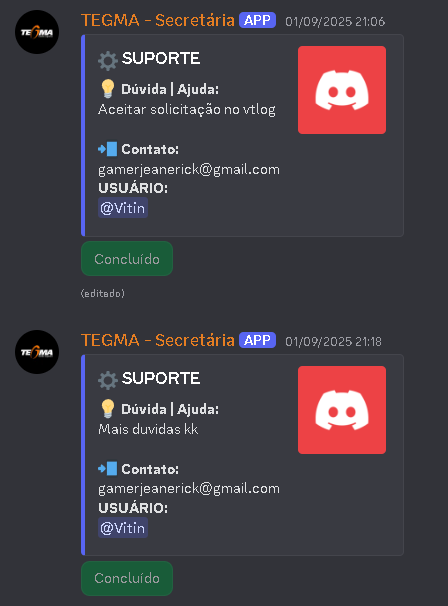 TEGMA
TEGMA - Secretária APP 01/09/2025 21:06
SUPORTE
Dúvida | Ajuda:
Aceitar solicitação no vtlog
Contato:
gamerjeanerick@gmail.com
USUÁRIO:
@Vitin
Concluído
(editado)
TEGMA
TEGMA - Secretária APP 01/09/2025 21:18
SUPORTE
Dúvida | Ajuda:
Mais duvidas kk
Contato:
gamerjeanerick@gmail.com
USUÁRIO:
@Vitin
Concluído